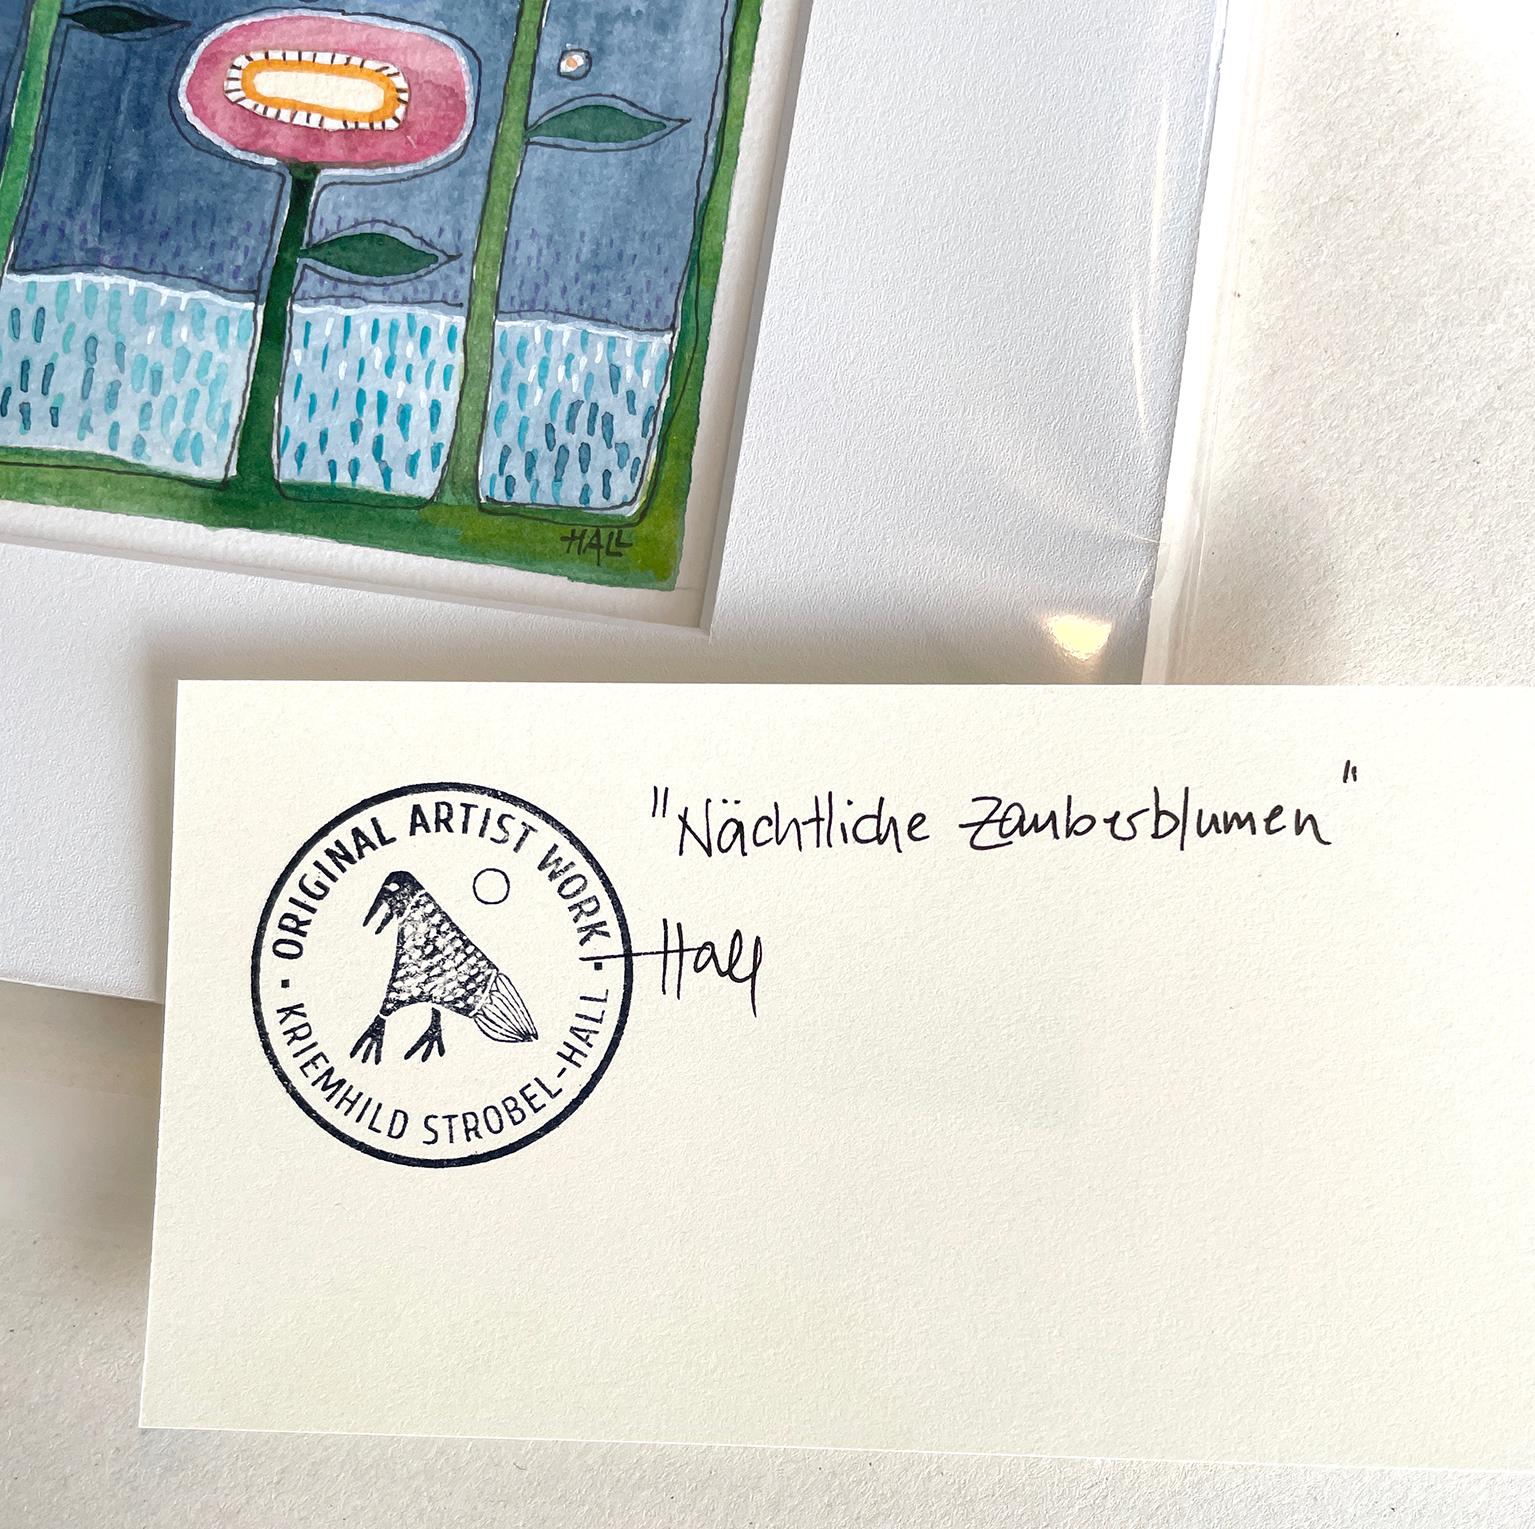 HALL
"Nächtliche Zauberblumen"
Hall
ORIGINAL ARTIST WORK
KRIEMHILD STROBEL-HALL